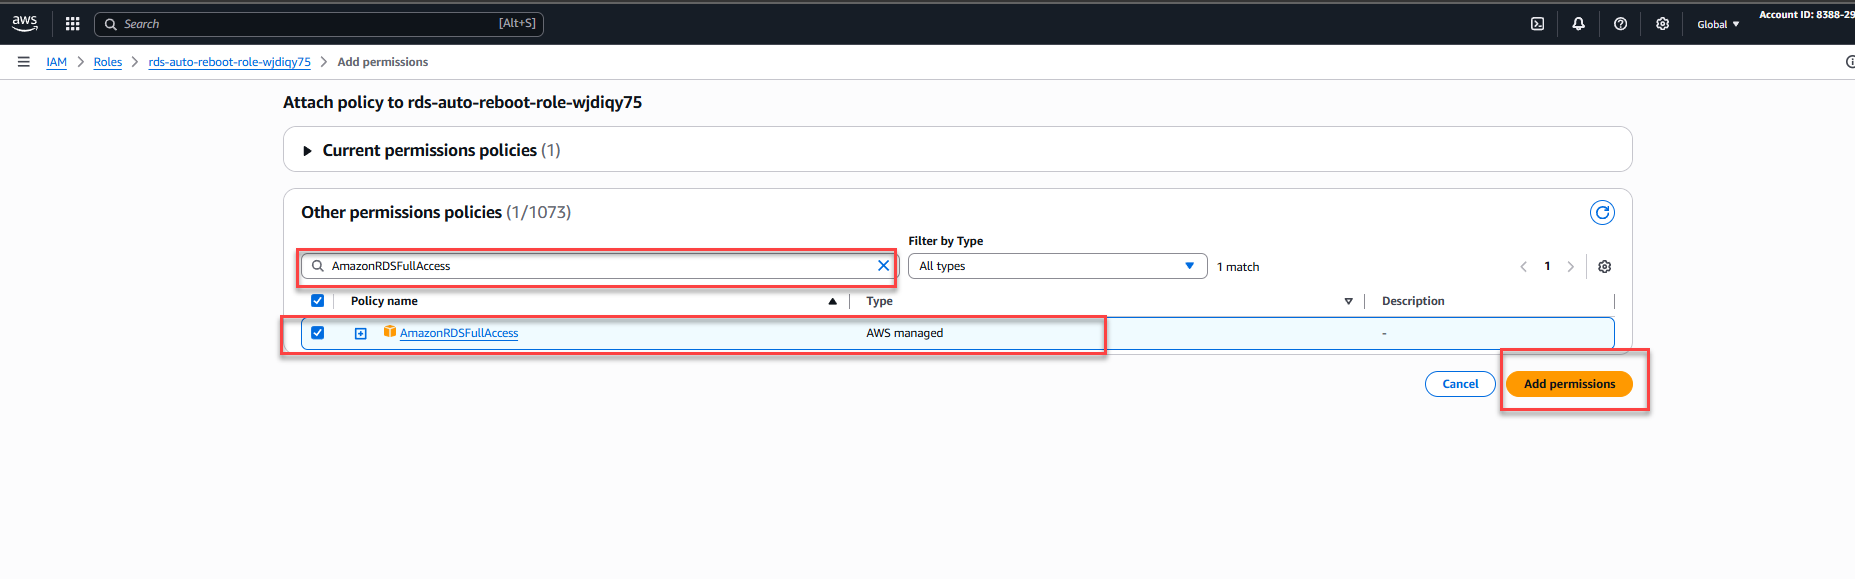 aws Search [Alt+S] Global Account ID: 8388-29
IAM > Roles > rds-auto-reboot-role-wjdiqy75 > Add permissions
Attach policy to rds-auto-reboot-role-wjdiqy75
Current permissions policies (1)
Other permissions policies (1/1073)
Filter by Type
AmazonRDSFullAccess All types 1 match 1
Policy name Type Description
AmazonRDSFullAccess AWS managed -
Cancel Add permissions